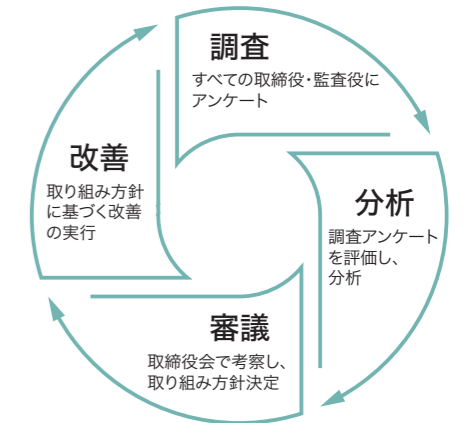 調査
すべての取締役・監査役に
アンケート
分析
調査アンケート
を評価し、
分析
審議
取締役会で考察し、
取り組み方針決定
改善
取り組み方針
に基づく改善
の実行